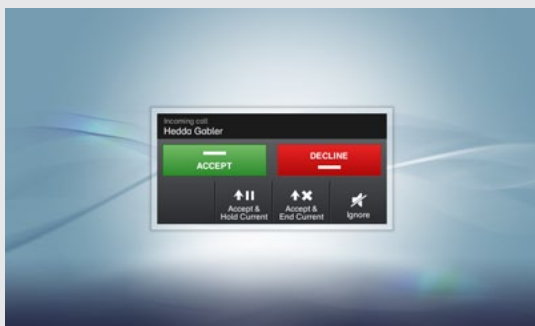 Incoming call
Hedda Gabler
ACCEPT
DECLINE
Accept &
Hold Current
Accept &
End Current
Ignore